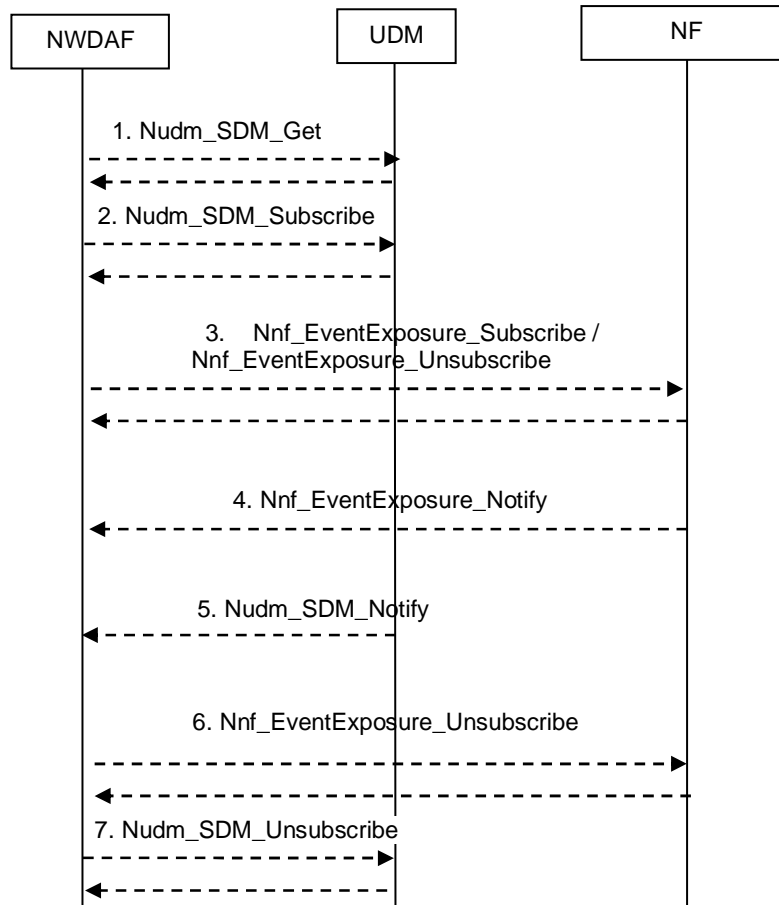 NWDAF
UDM
NF
1. Nudm_SDM_Get
2. Nudm_SDM_Subscribe
3. Nnf_EventExposure_Subscribe /
Nnf_EventExposure_Unsubscribe
4. Nnf_EventExposure_Notify
5. Nudm_SDM_Notify
6. Nnf_EventExposure_Unsubscribe
7. Nudm_SDM_Unsubscribe